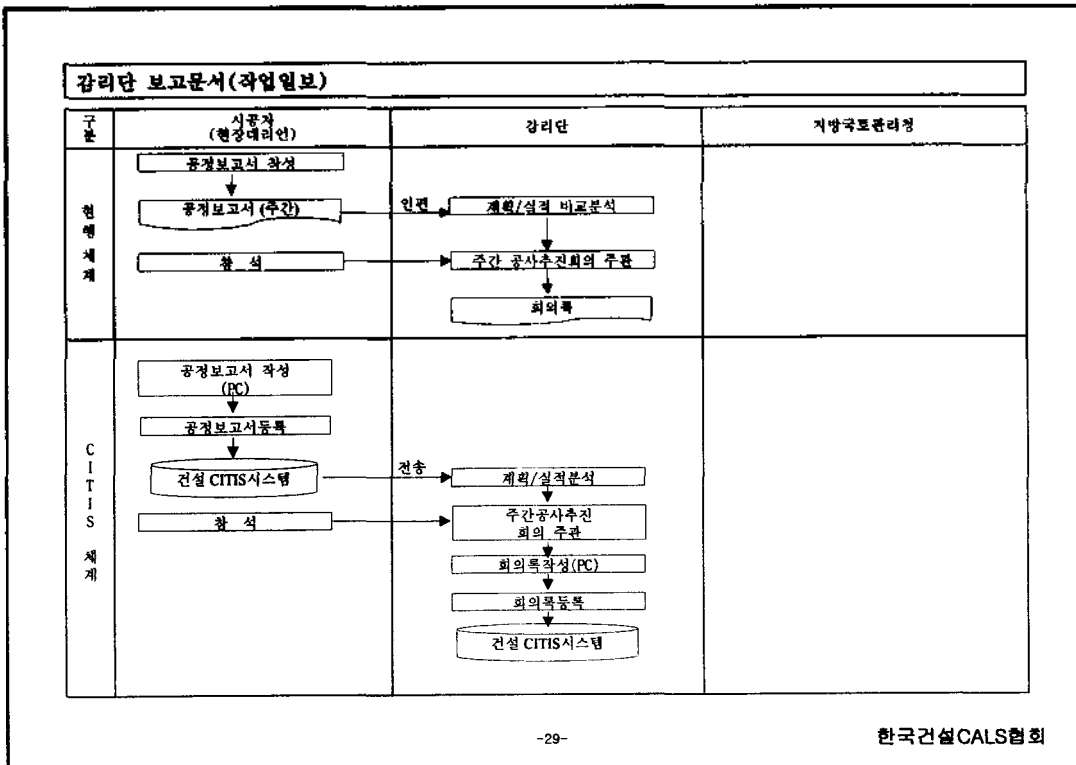 감리단 보고문서(작업일보)
구분
시공자
(현장대리인)
감리단
지방국토관리청
현행 체계
공정보고서 작성
공정보고서 (주간)
인편
계획/실적 비교분석
참 석
주간 공사추진회의 주관
회의록
CITIS 체계
공정보고서 작성
(PC)
공정보고서등록
건설 CITIS시스템
전송
계획/실적분석
참 석
주간공사추진
회의 주관
회의록작성(PC)
회의록등록
건설 CITIS시스템
-29-
한국건설CALS협회